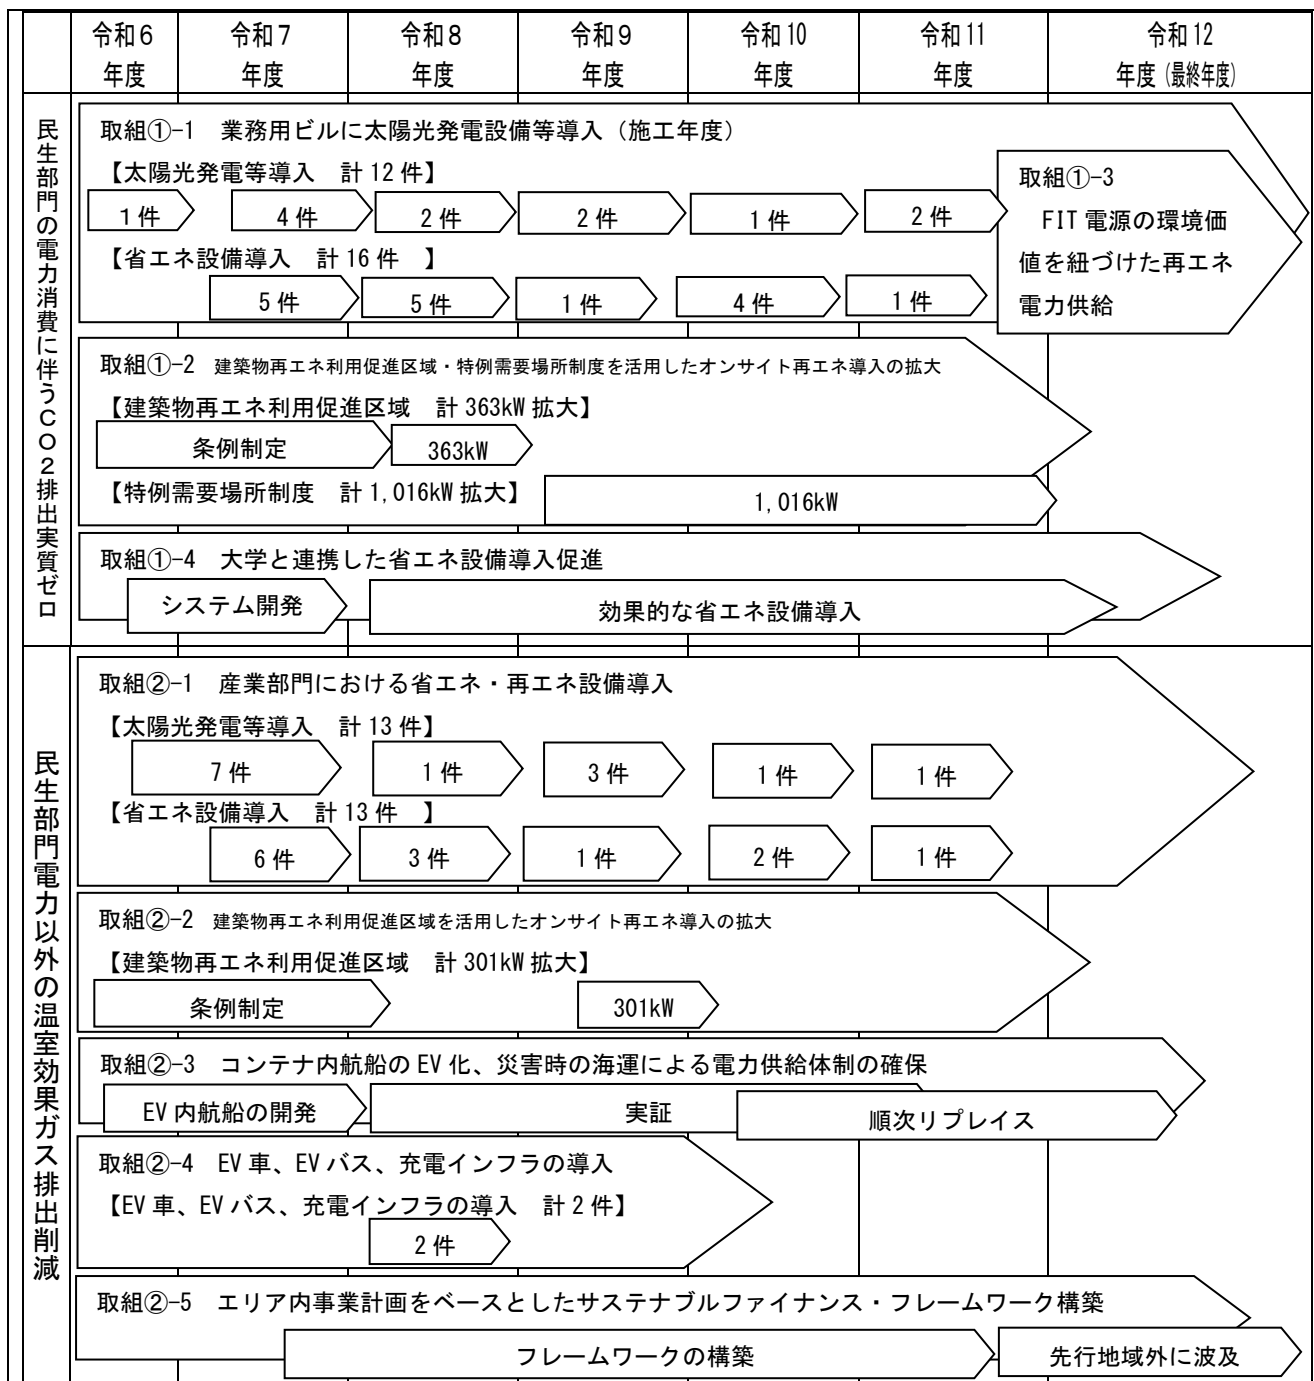 令和6
年度
令和7
年度
令和8
年度
令和9
年度
令和10
年度
令和11
年度
令和12
年度（最終年度）
民生部門の電力消費に伴うCO2排出実質ゼロ
取組①-1　業務用ビルに太陽光発電設備等導入（施工年度）
【太陽光発電等導入　計12件】
1件
4件
2件
2件
1件
2件
【省エネ設備導入　計16件　】
5件
5件
1件
4件
1件
取組①-3
FIT電源の環境価
値を紐づけた再エネ
電力供給
取組①-2　建築物再エネ利用促進区域・特例需要場所制度を活用したオンサイト再エネ導入の拡大
【建築物再エネ利用促進区域　計363kW拡大】
条例制定
363kW
【特例需要場所制度　計1,016kW拡大】
1,016kW
取組①-4　大学と連携した省エネ設備導入促進
システム開発
効果的な省エネ設備導入
民生部門電力以外の温室効果ガス排出削減
取組②-1　産業部門における省エネ・再エネ設備導入
【太陽光発電等導入　計13件】
7件
1件
3件
1件
1件
【省エネ設備導入　計13件　】
6件
3件
1件
2件
1件
取組②-2　建築物再エネ利用促進区域を活用したオンサイト再エネ導入の拡大
【建築物再エネ利用促進区域　計301kW拡大】
条例制定
301kW
取組②-3　コンテナ内航船のEV化、災害時の海運による電力供給体制の確保
EV内航船の開発
実証
順次リプレイス
取組②-4　EV車、EVバス、充電インフラの導入
【EV車、EVバス、充電インフラの導入　計2件】
2件
取組②-5　エリア内事業計画をベースとしたサステナブルファイナンス・フレームワーク構築
フレームワークの構築
先行地域外に波及